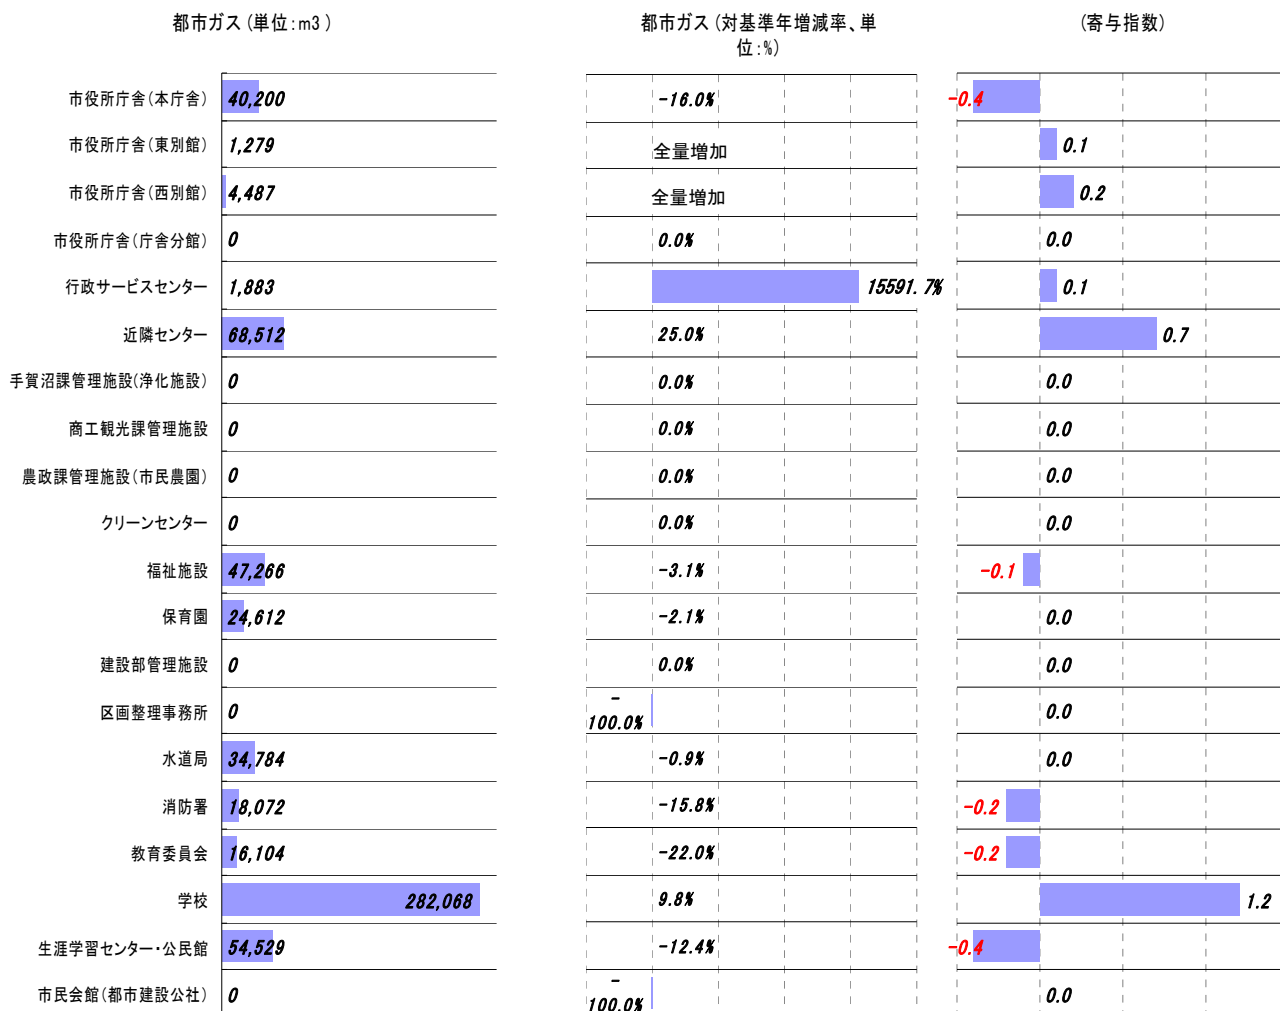 都市ガス (単位:m3 )
都市ガス (対基準年増減率、単
位:%)
(寄与指数)
市役所庁舎(本庁舎) 40,200 -16.0% -0.4
市役所庁舎(東別館) 1,279 全量増加 0.1
市役所庁舎(西別館) 4,487 全量増加 0.2
市役所庁舎(庁舎分館) 0 0.0% 0.0
行政サービスセンター 1,883 15591.7% 0.1
近隣センター 68,512 25.0% 0.7
手賀沼課管理施設(浄化施設) 0 0.0% 0.0
商工観光課管理施設 0 0.0% 0.0
農政課管理施設(市民農園) 0 0.0% 0.0
クリーンセンター 0 0.0% 0.0
福祉施設 47,266 -3.1% -0.1
保育園 24,612 -2.1% 0.0
建設部管理施設 0 0.0% 0.0
区画整理事務所 0 -
100.0% 0.0
水道局 34,784 -0.9% 0.0
消防署 18,072 -15.8% -0.2
教育委員会 16,104 -22.0% -0.2
学校 282,068 9.8% 1.2
生涯学習センター・公民館 54,529 -12.4% -0.4
市民会館(都市建設公社) 0 -
100.0% 0.0